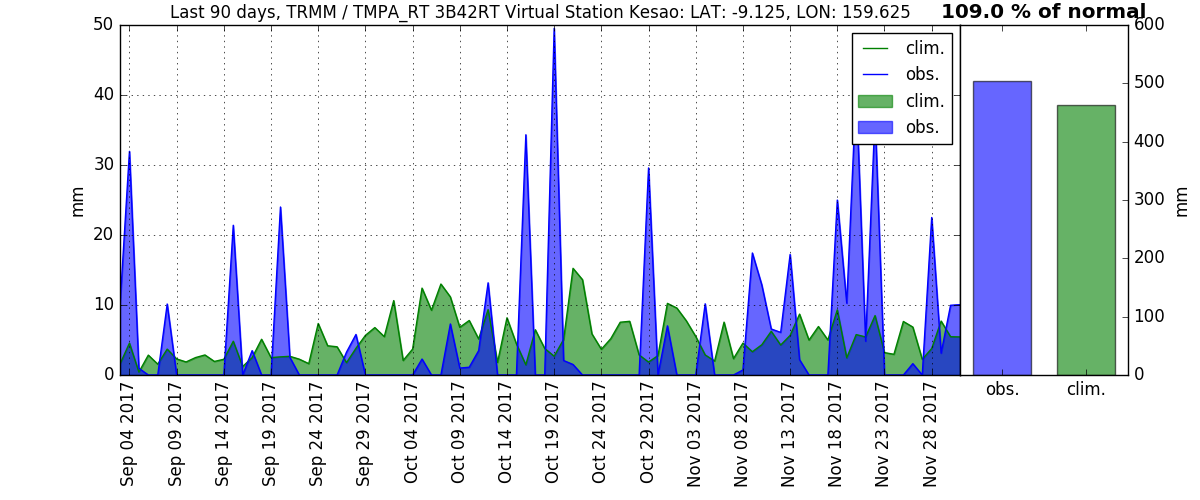 Last 90 days, TRMM / TMPA_RT 3B42RT Virtual Station Kesao: LAT: -9.125, LON: 159.625
109.0 % of normal
50
40
30
20
10
0
mm
clim.
obs.
clim.
obs.
600
500
400
300
200
100
0
mm
obs.
clim.
Sep 04 2017
Sep 09 2017
Sep 14 2017
Sep 19 2017
Sep 24 2017
Sep 29 2017
Oct 04 2017
Oct 09 2017
Oct 14 2017
Oct 19 2017
Oct 24 2017
Oct 29 2017
Nov 03 2017
Nov 08 2017
Nov 13 2017
Nov 18 2017
Nov 23 2017
Nov 28 2017